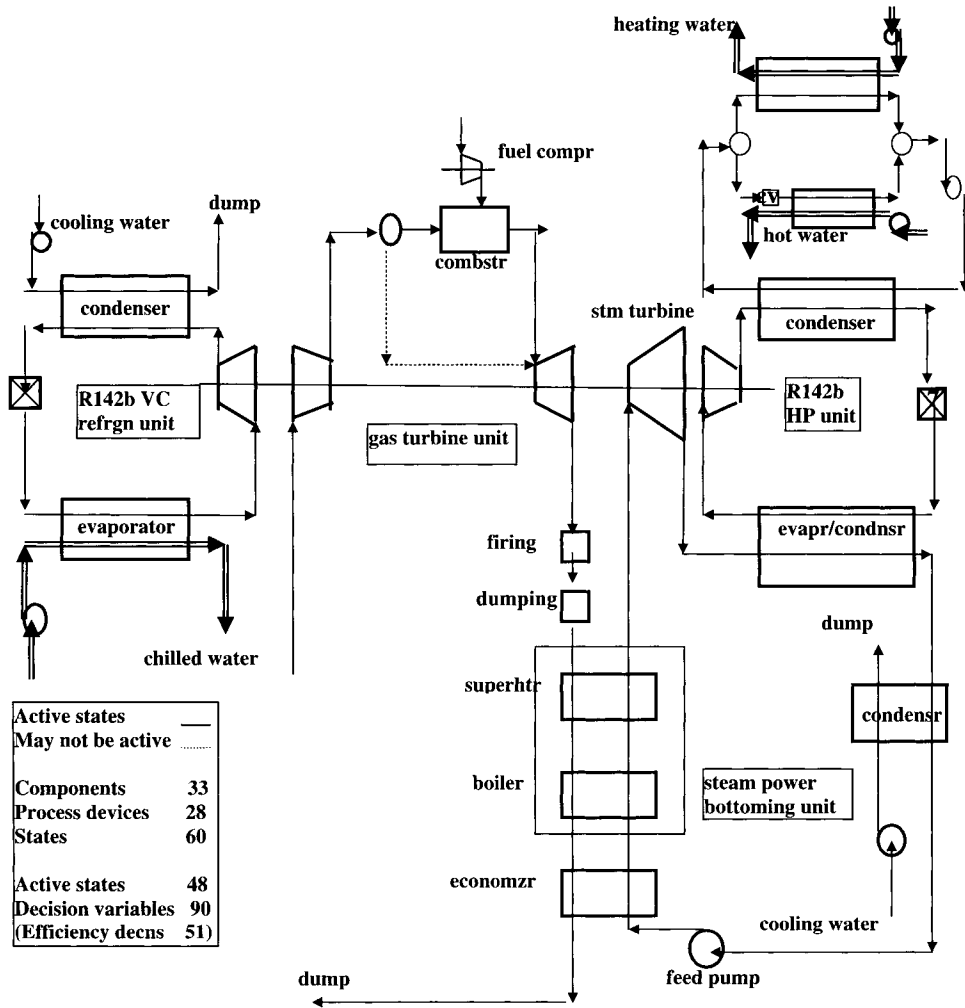 heating water
fuel compr
dump
cooling water
combstr
hot water
condenser
stm turbine
condenser
R142b VC
refrgn unit
gas turbine unit
R142b
HP unit
evaporator
firing
evapr/condnsr
dumping
dump
chilled water
superhtr
condensr
Active states
May not be active
Components 33
Process devices 28
States 60
Active states 48
Decision variables 90
(Efficiency decns 51)
boiler
steam power
bottoming unit
economzr
cooling water
feed pump
dump